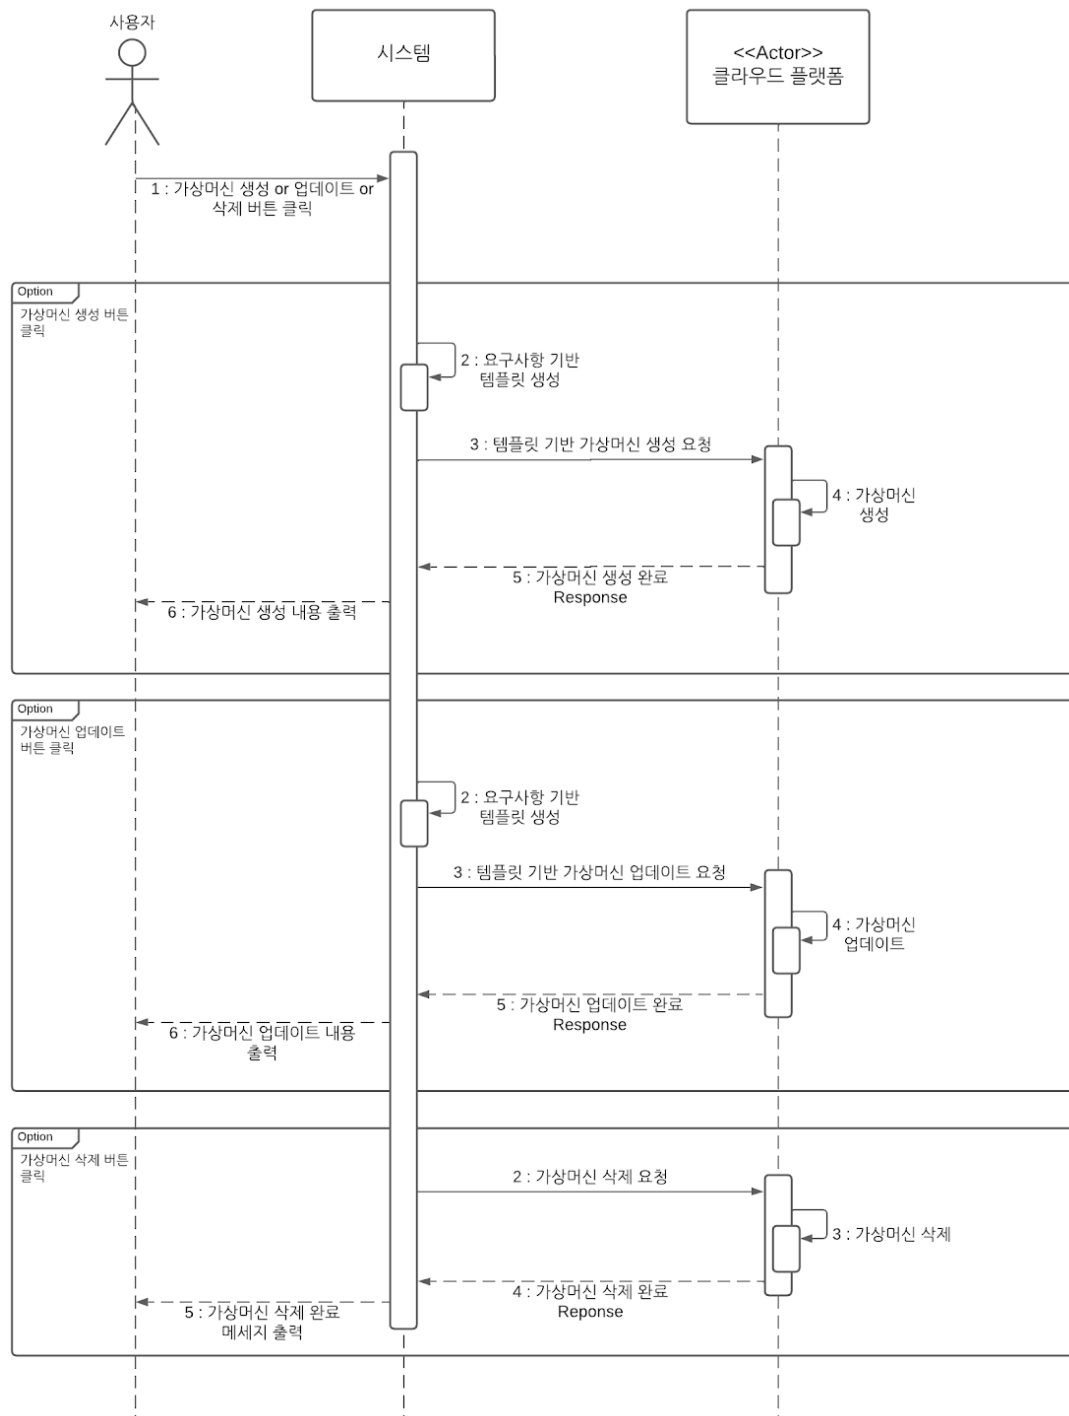 사용자
시스템
<<Actor>>
클라우드 플랫폼
1 : 가상머신 생성 or 업데이트 or
삭제 버튼 클릭
Option
가상머신 생성 버튼
클릭
2 : 요구사항 기반
템플릿 생성
3 : 템플릿 기반 가상머신 생성 요청
4 : 가상머신
생성
5 : 가상머신 생성 완료
Response
6 : 가상머신 생성 내용 출력
Option
가상머신 업데이트
버튼 클릭
2 : 요구사항 기반
템플릿 생성
3 : 템플릿 기반 가상머신 업데이트 요청
4 : 가상머신
업데이트
5 : 가상머신 업데이트 완료
Response
6 : 가상머신 업데이트 내용
출력
Option
가상머신 삭제 버튼
클릭
2 : 가상머신 삭제 요청
3 : 가상머신 삭제
4 : 가상머신 삭제 완료
Reponse
5 : 가상머신 삭제 완료
메세지 출력